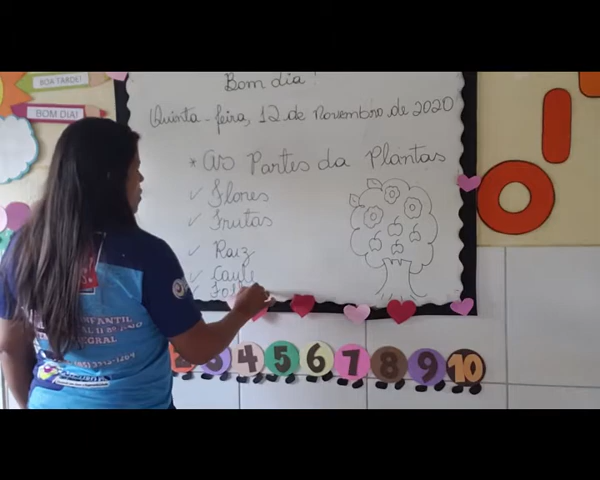 BOA TARDE!
BOM DIA!
Bom dia!
Quinta-feira, 12 de Novembro de 2020
* As Partes da Plantas
✓ Flores
✓ Frutas
✓ Raiz
✓ Caule
4 5 6 7 8 9 10